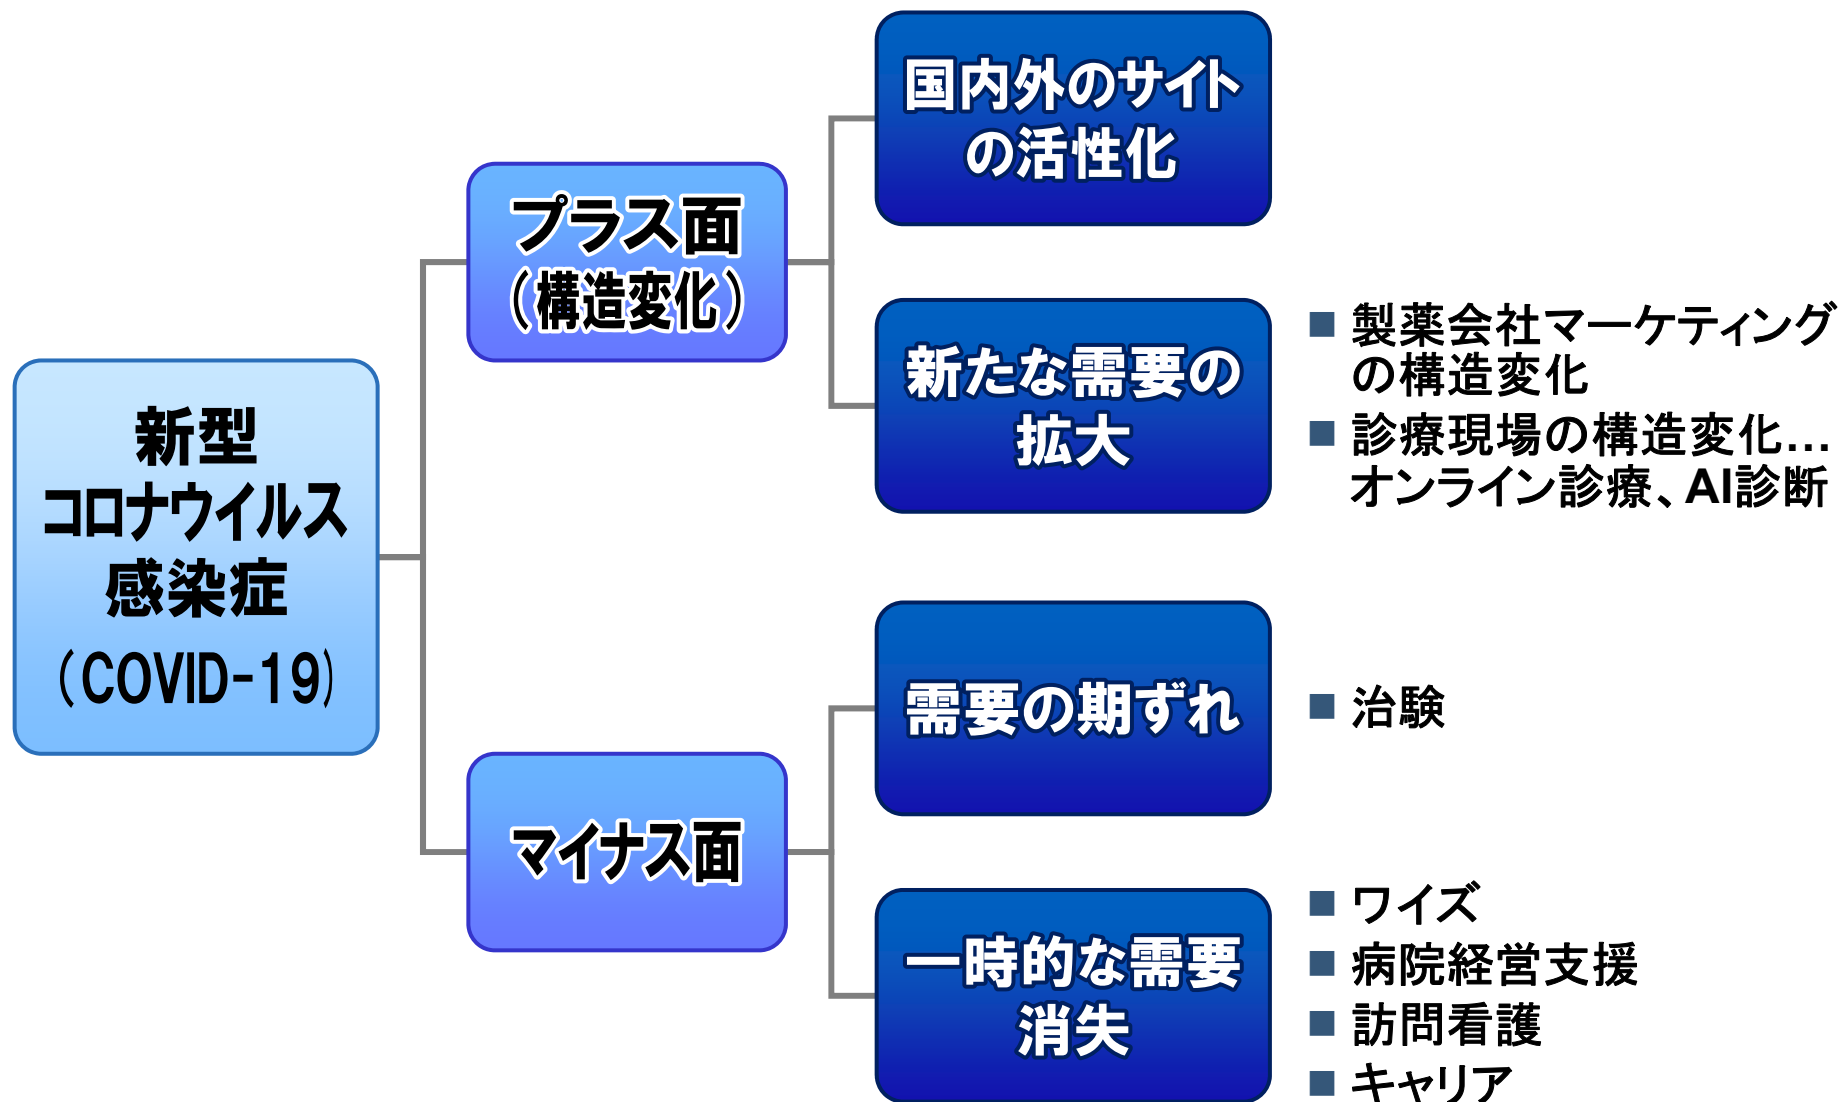 新型
コロナウイルス
感染症
（COVID-19）
プラス面
（構造変化）
マイナス面
国内外のサイト
の活性化
新たな需要の
拡大
■ 製薬会社マーケティング
の構造変化
■ 診療現場の構造変化…
オンライン診療、AI診断
需要の期ずれ
■ 治験
一時的な需要
消失
■ ワイズ
■ 病院経営支援
■ 訪問看護
■ キャリア